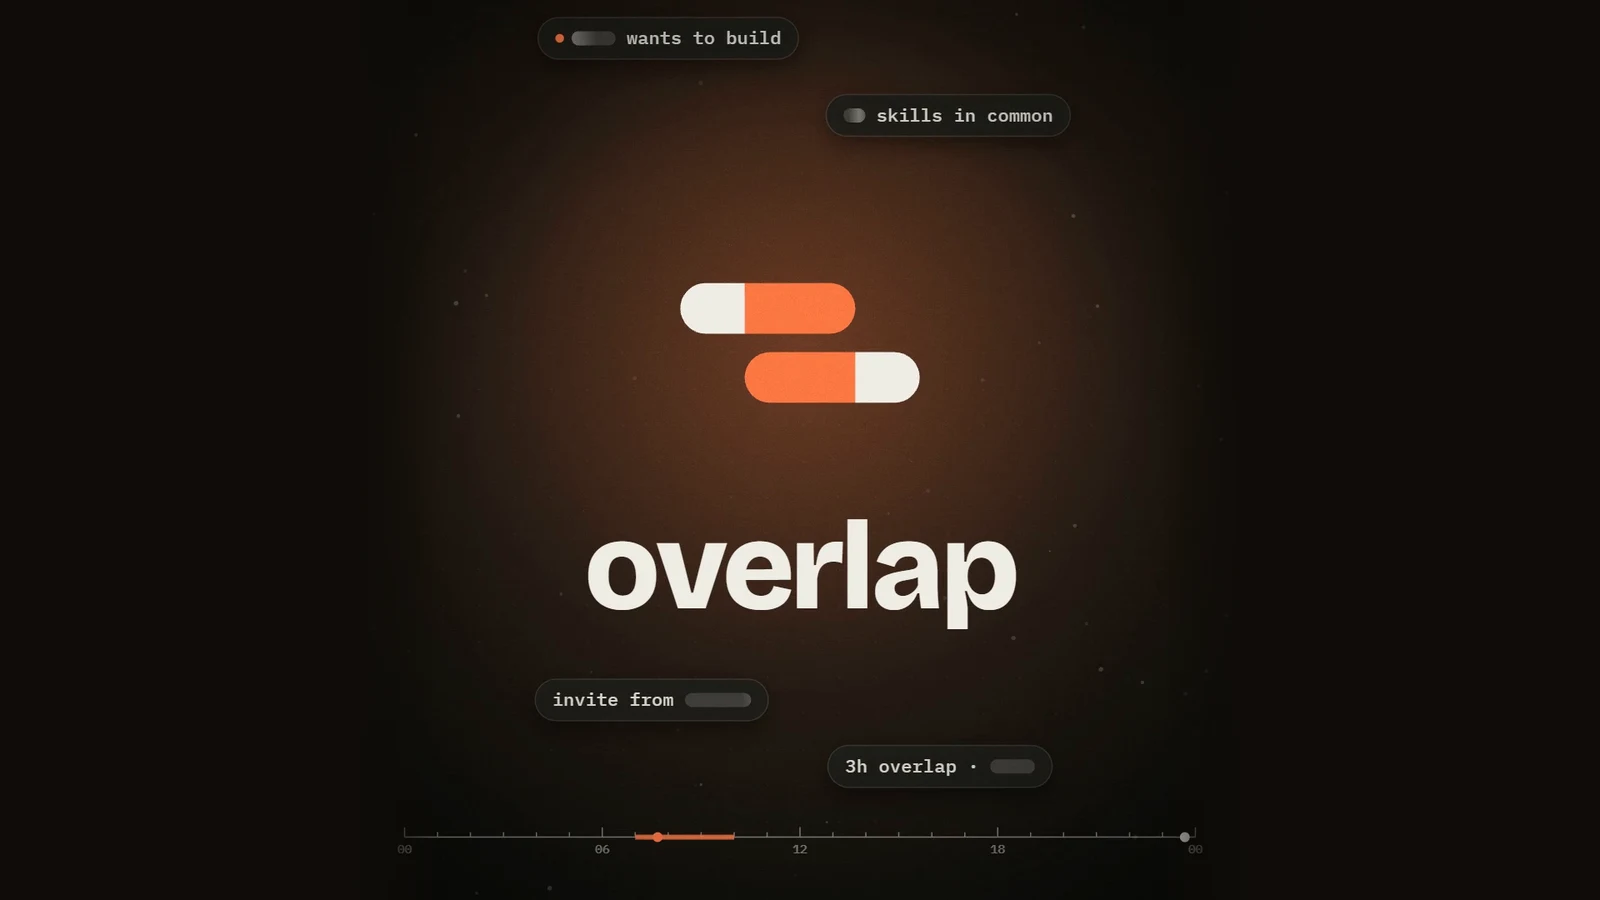 wants to build
skills in common
overlap
invite from
3h overlap ·
00 06 12 18 00